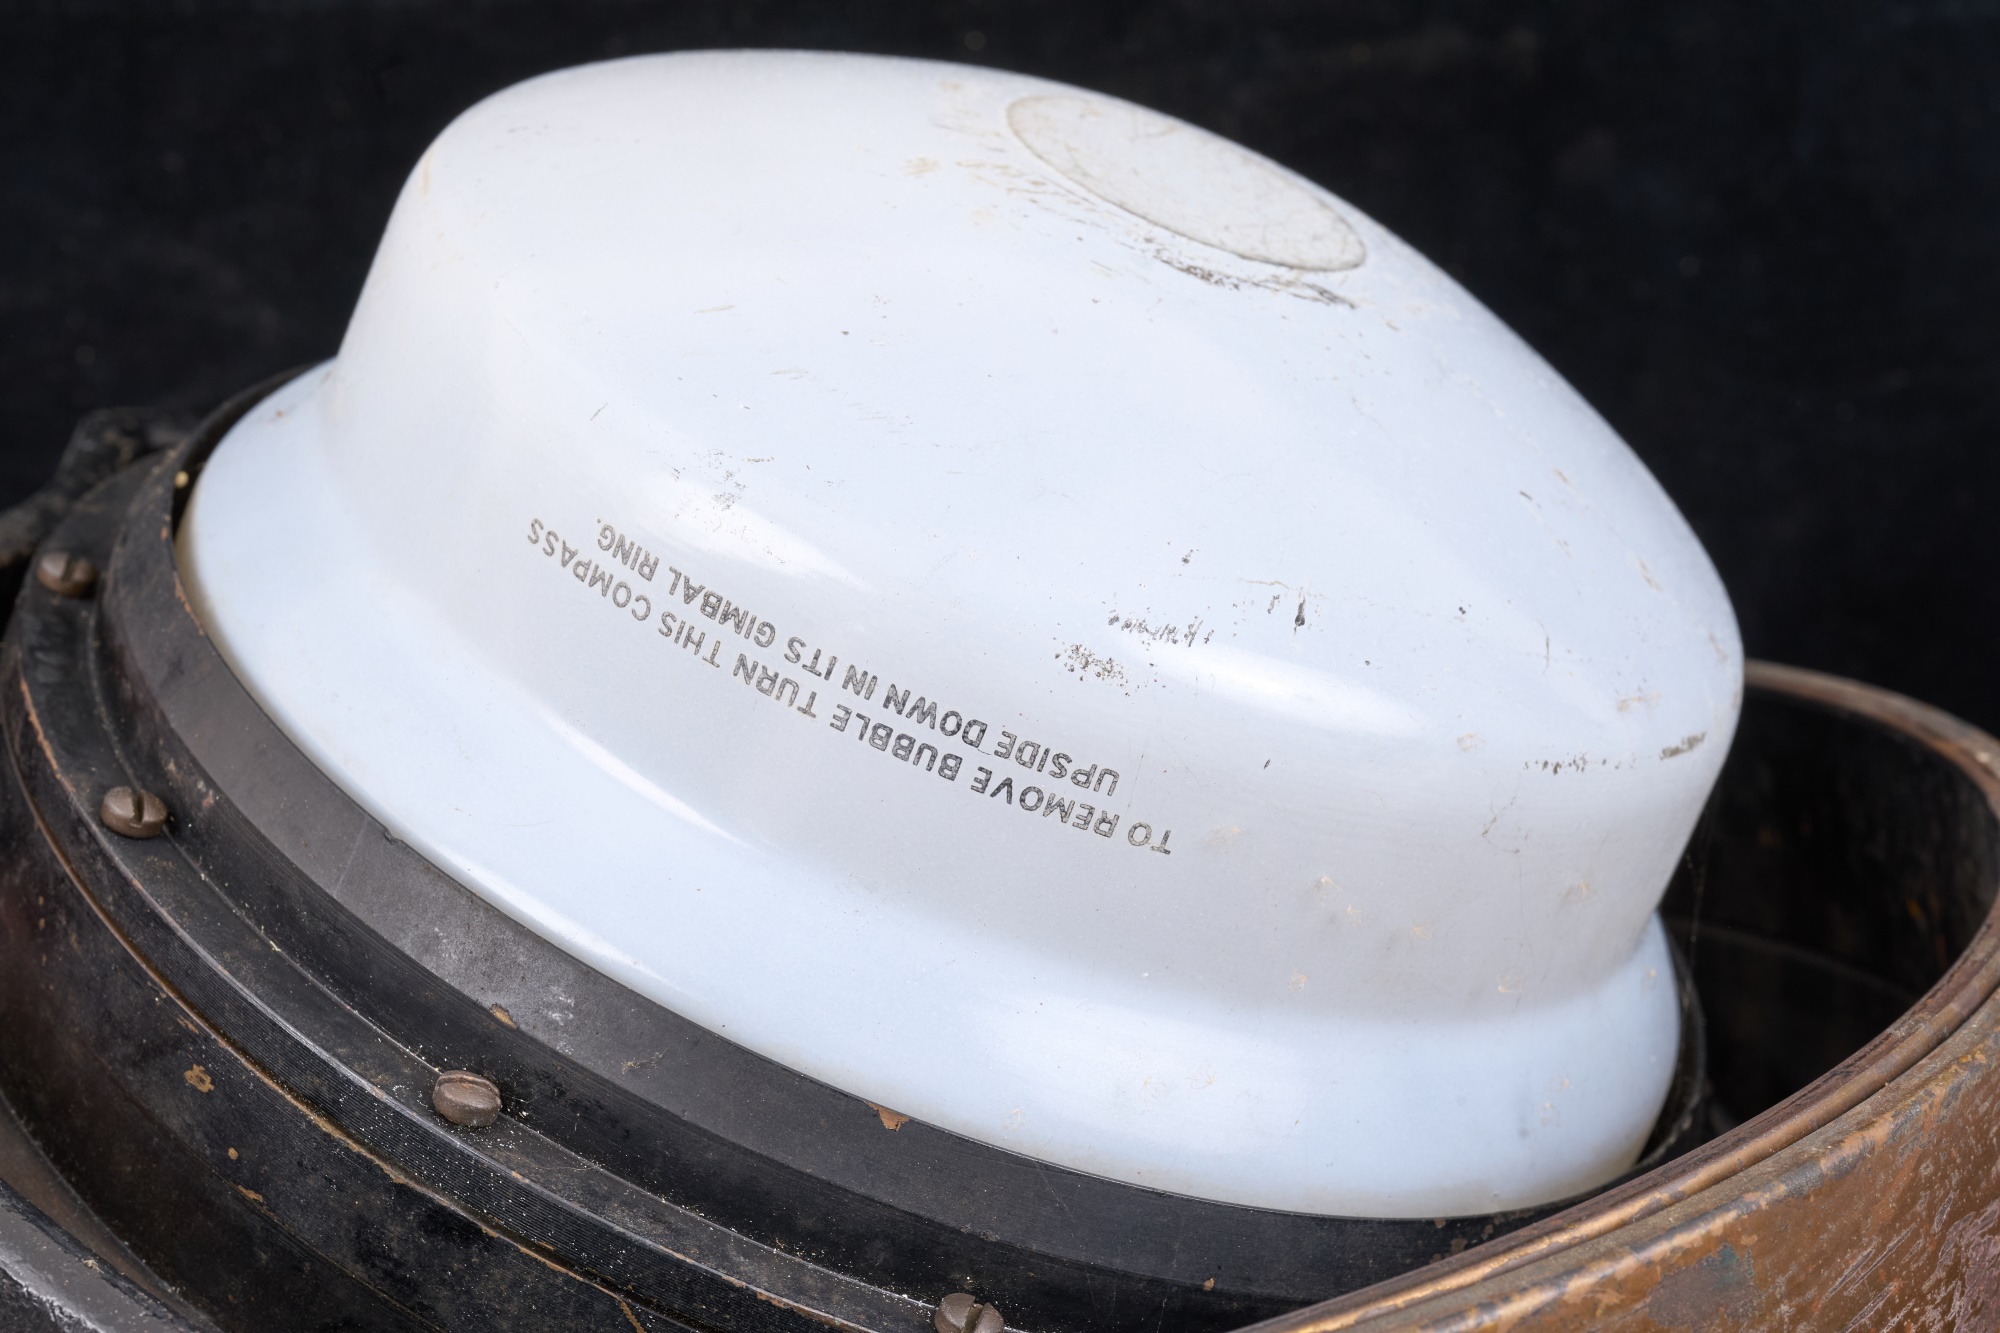 TO REMOVE BUBBLE TURN THIS COMPASS
UPSIDE DOWN IN ITS GIMBAL RING.